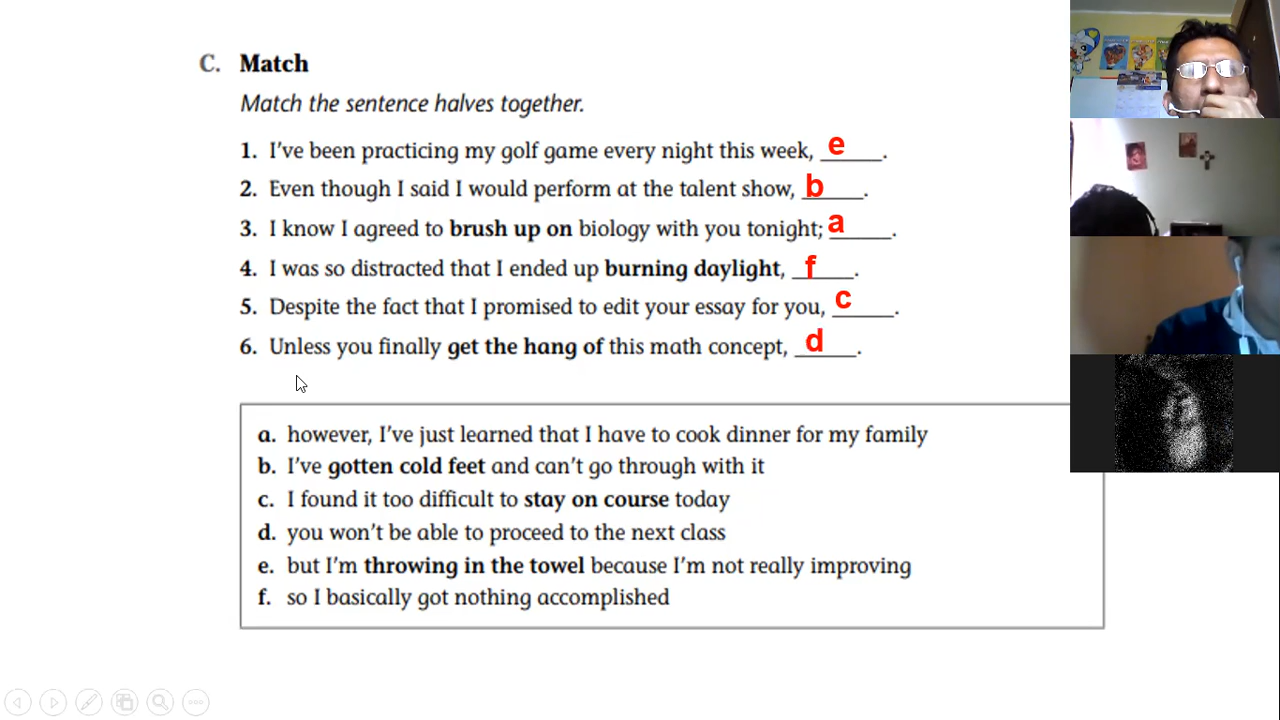 C. Match
Match the sentence halves together.
1. I've been practicing my golf game every night this week, e.
2. Even though I said I would perform at the talent show, b.
3. I know I agreed to brush up on biology with you tonight; a.
4. I was so distracted that I ended up burning daylight, f.
5. Despite the fact that I promised to edit your essay for you, c.
6. Unless you finally get the hang of this math concept, d.
a. however, I've just learned that I have to cook dinner for my family
b. I've gotten cold feet and can't go through with it
c. I found it too difficult to stay on course today
d. you won't be able to proceed to the next class
e. but I'm throwing in the towel because I'm not really improving
f. so I basically got nothing accomplished